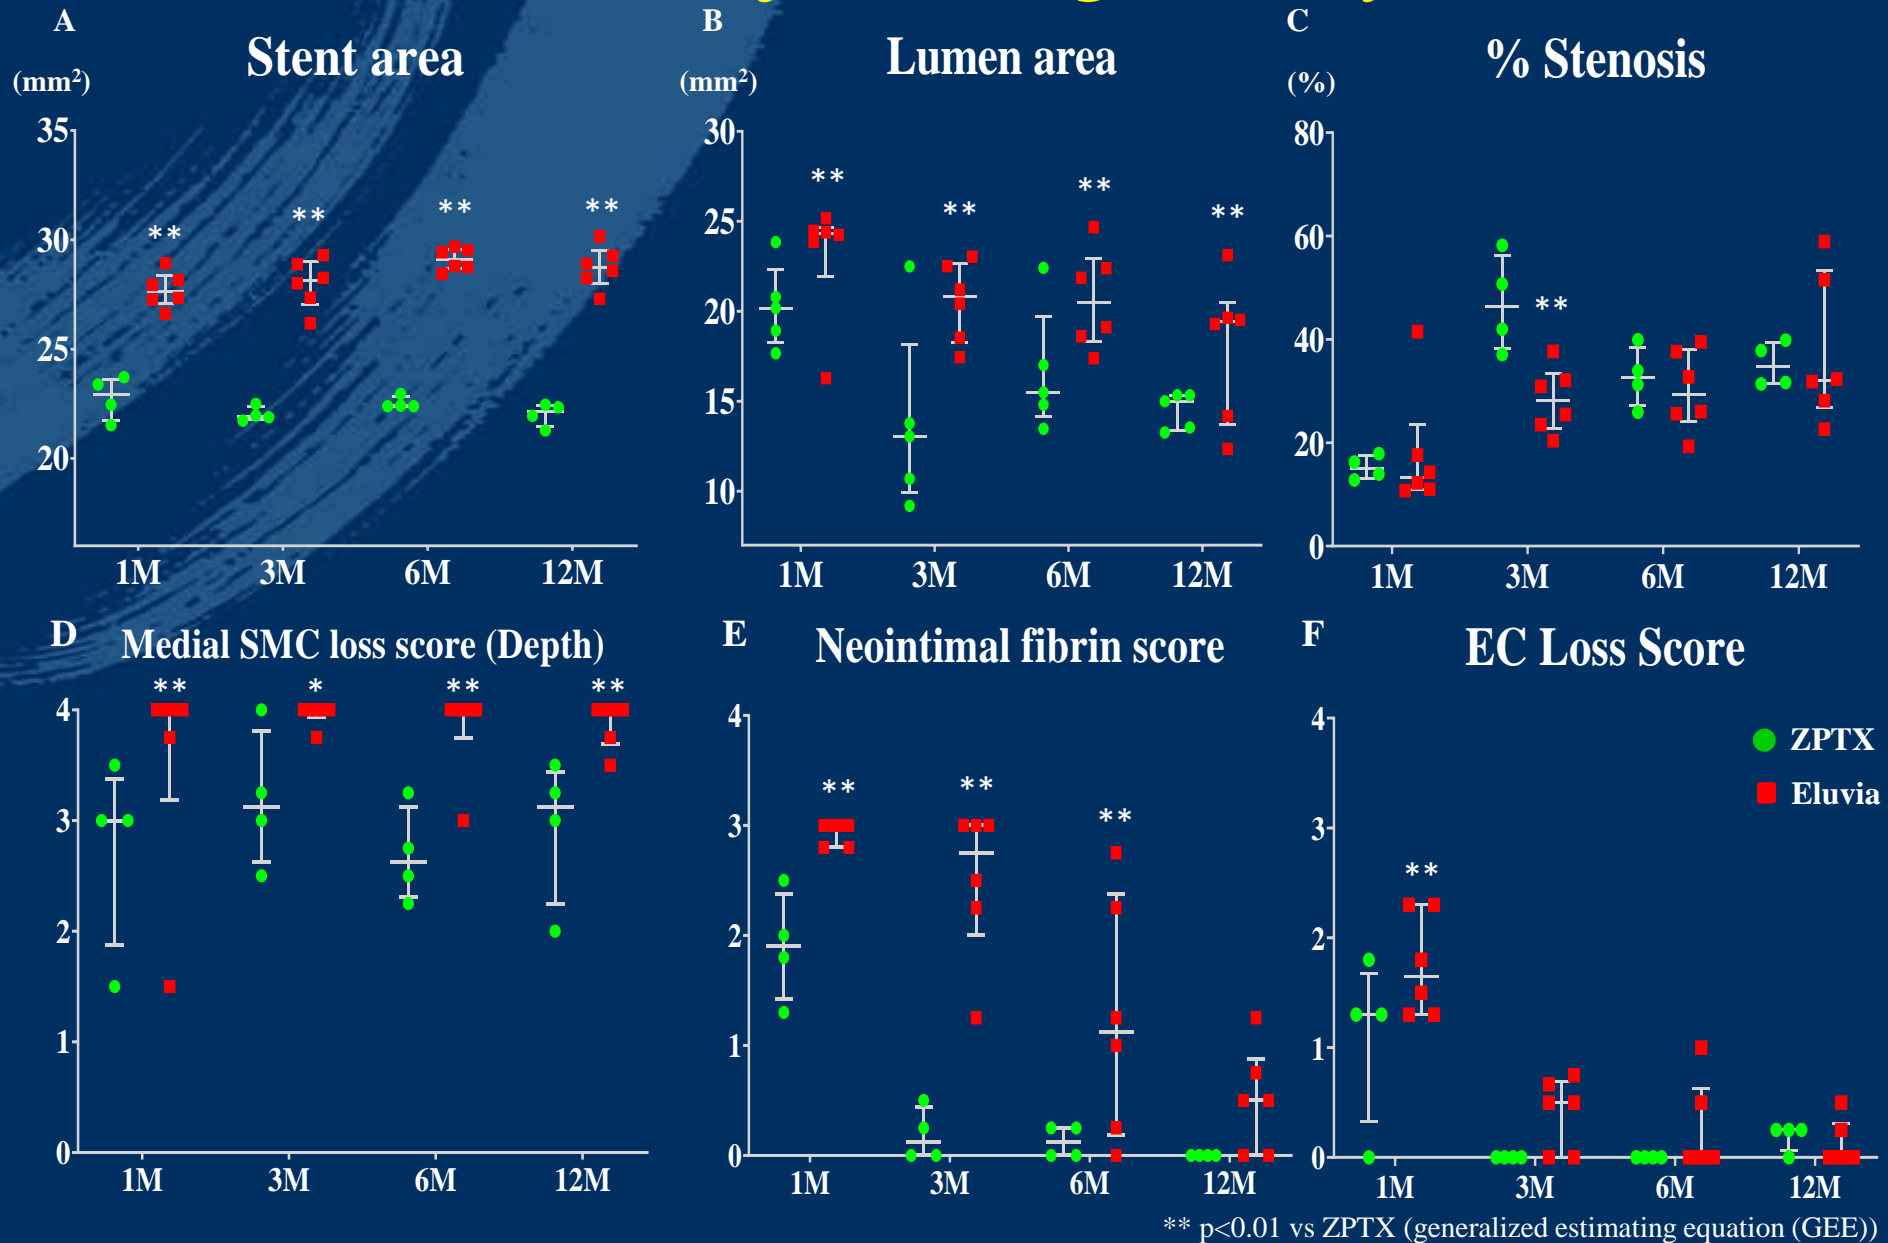 A
Stent area
(mm²)
35
30
25
20
**
**
**
**
1M
3M
6M
12M
B
Lumen area
(mm²)
30
25
20
15
10
**
**
**
**
1M
3M
6M
12M
C
% Stenosis
(%)
80
60
40
20
0
**
1M
3M
6M
12M
D
Medial SMC loss score (Depth)
**
*
**
**
4
3
2
1
0
1M
3M
6M
12M
E
Neointimal fibrin score
4
3
2
1
0
**
**
**
1M
3M
6M
12M
F
EC Loss Score
4
3
2
1
0
**
1M
3M
6M
12M
ZPTX
Eluvia
** p<0.01 vs ZPTX (generalized estimating equation (GEE))